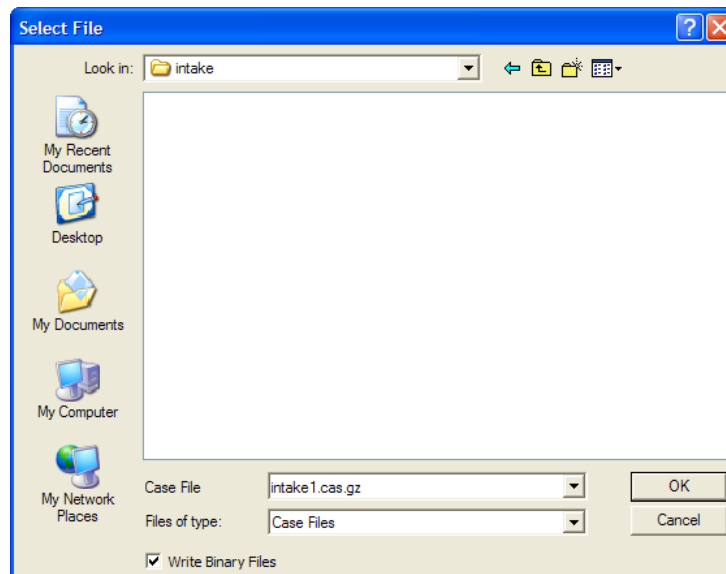 Select File
Look in:
intake
My Recent
Documents
Desktop
My Documents
My Computer
My Network
Places
Case File
intake1.cas.gz
OK
Files of type:
Case Files
Cancel
Write Binary Files